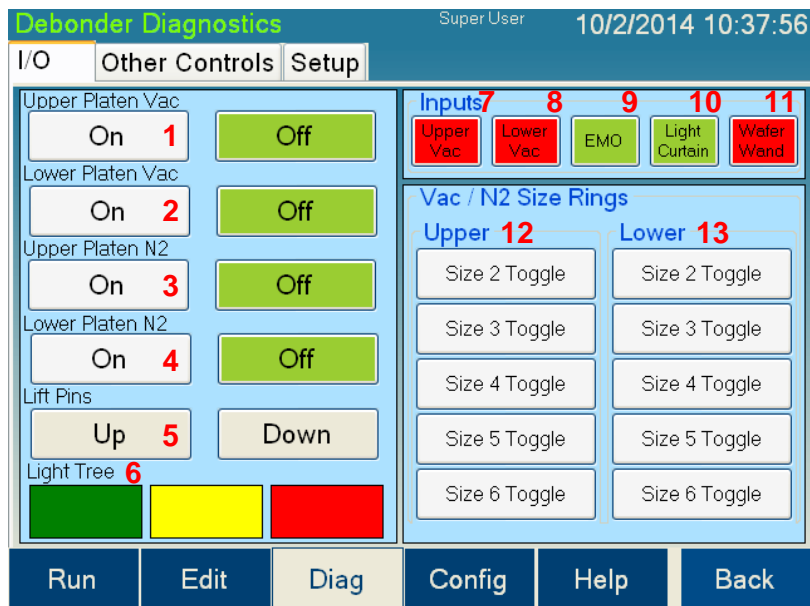 Debonder Diagnostics Super User 10/2/2014 10:37:56
I/O Other Controls Setup
Upper Platen Vac
On 1 Off
Lower Platen Vac
On 2 Off
Upper Platen N2
On 3 Off
Lower Platen N2
On 4 Off
Lift Pins
Up 5 Down
Light Tree 6
Inputs 7 8 9 10 11
Upper Vac
Lower Vac
EMO
Light Curtain
Wafer Wand
Vac / N2 Size Rings
Upper 12 Lower 13
Size 2 Toggle Size 2 Toggle
Size 3 Toggle Size 3 Toggle
Size 4 Toggle Size 4 Toggle
Size 5 Toggle Size 5 Toggle
Size 6 Toggle Size 6 Toggle
Run Edit Diag Config Help Back